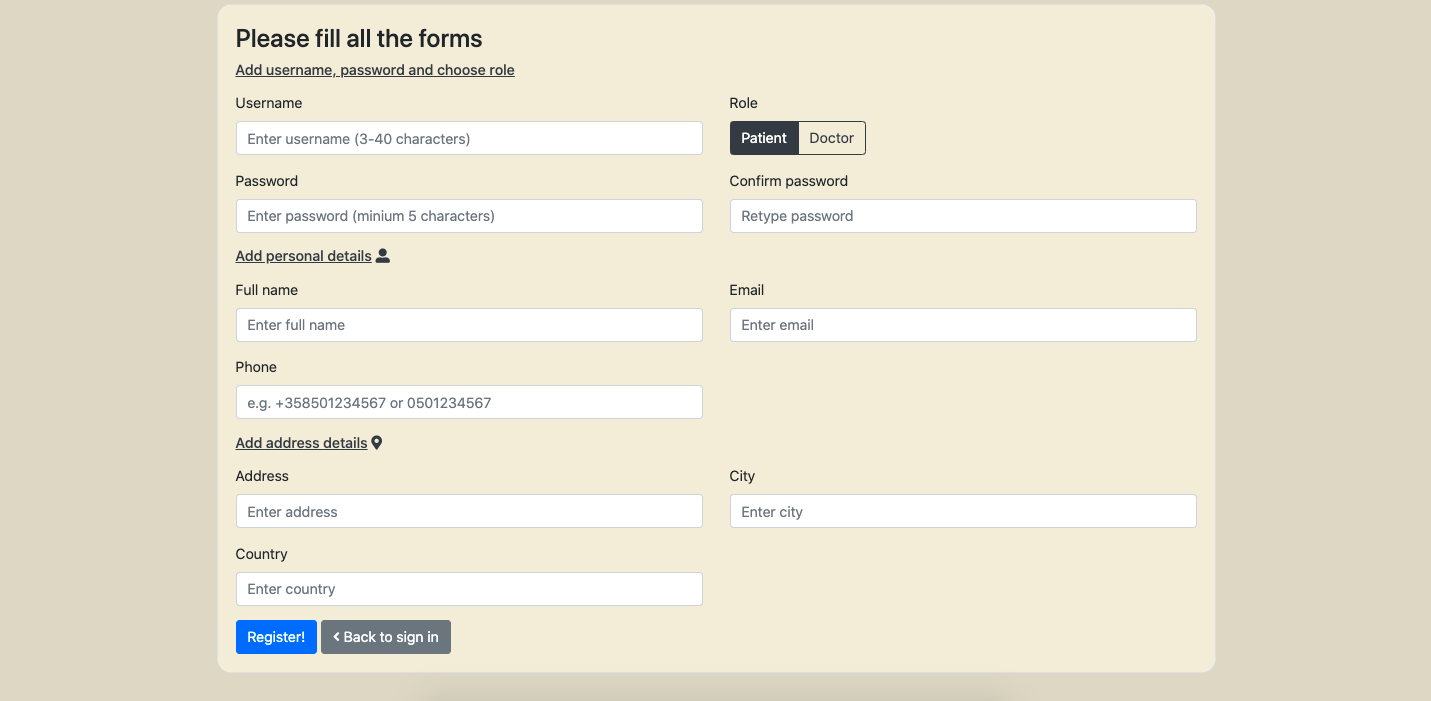 Please fill all the forms
Add username, password and choose role
Username
Role
Enter username (3-40 characters)
Patient
Doctor
Password
Confirm password
Enter password (minium 5 characters)
Retype password
Add personal details
Full name
Email
Enter full name
Enter email
Phone
e.g. +358501234567 or 0501234567
Add address details
Address
City
Enter address
Enter city
Country
Enter country
Register!
Back to sign in